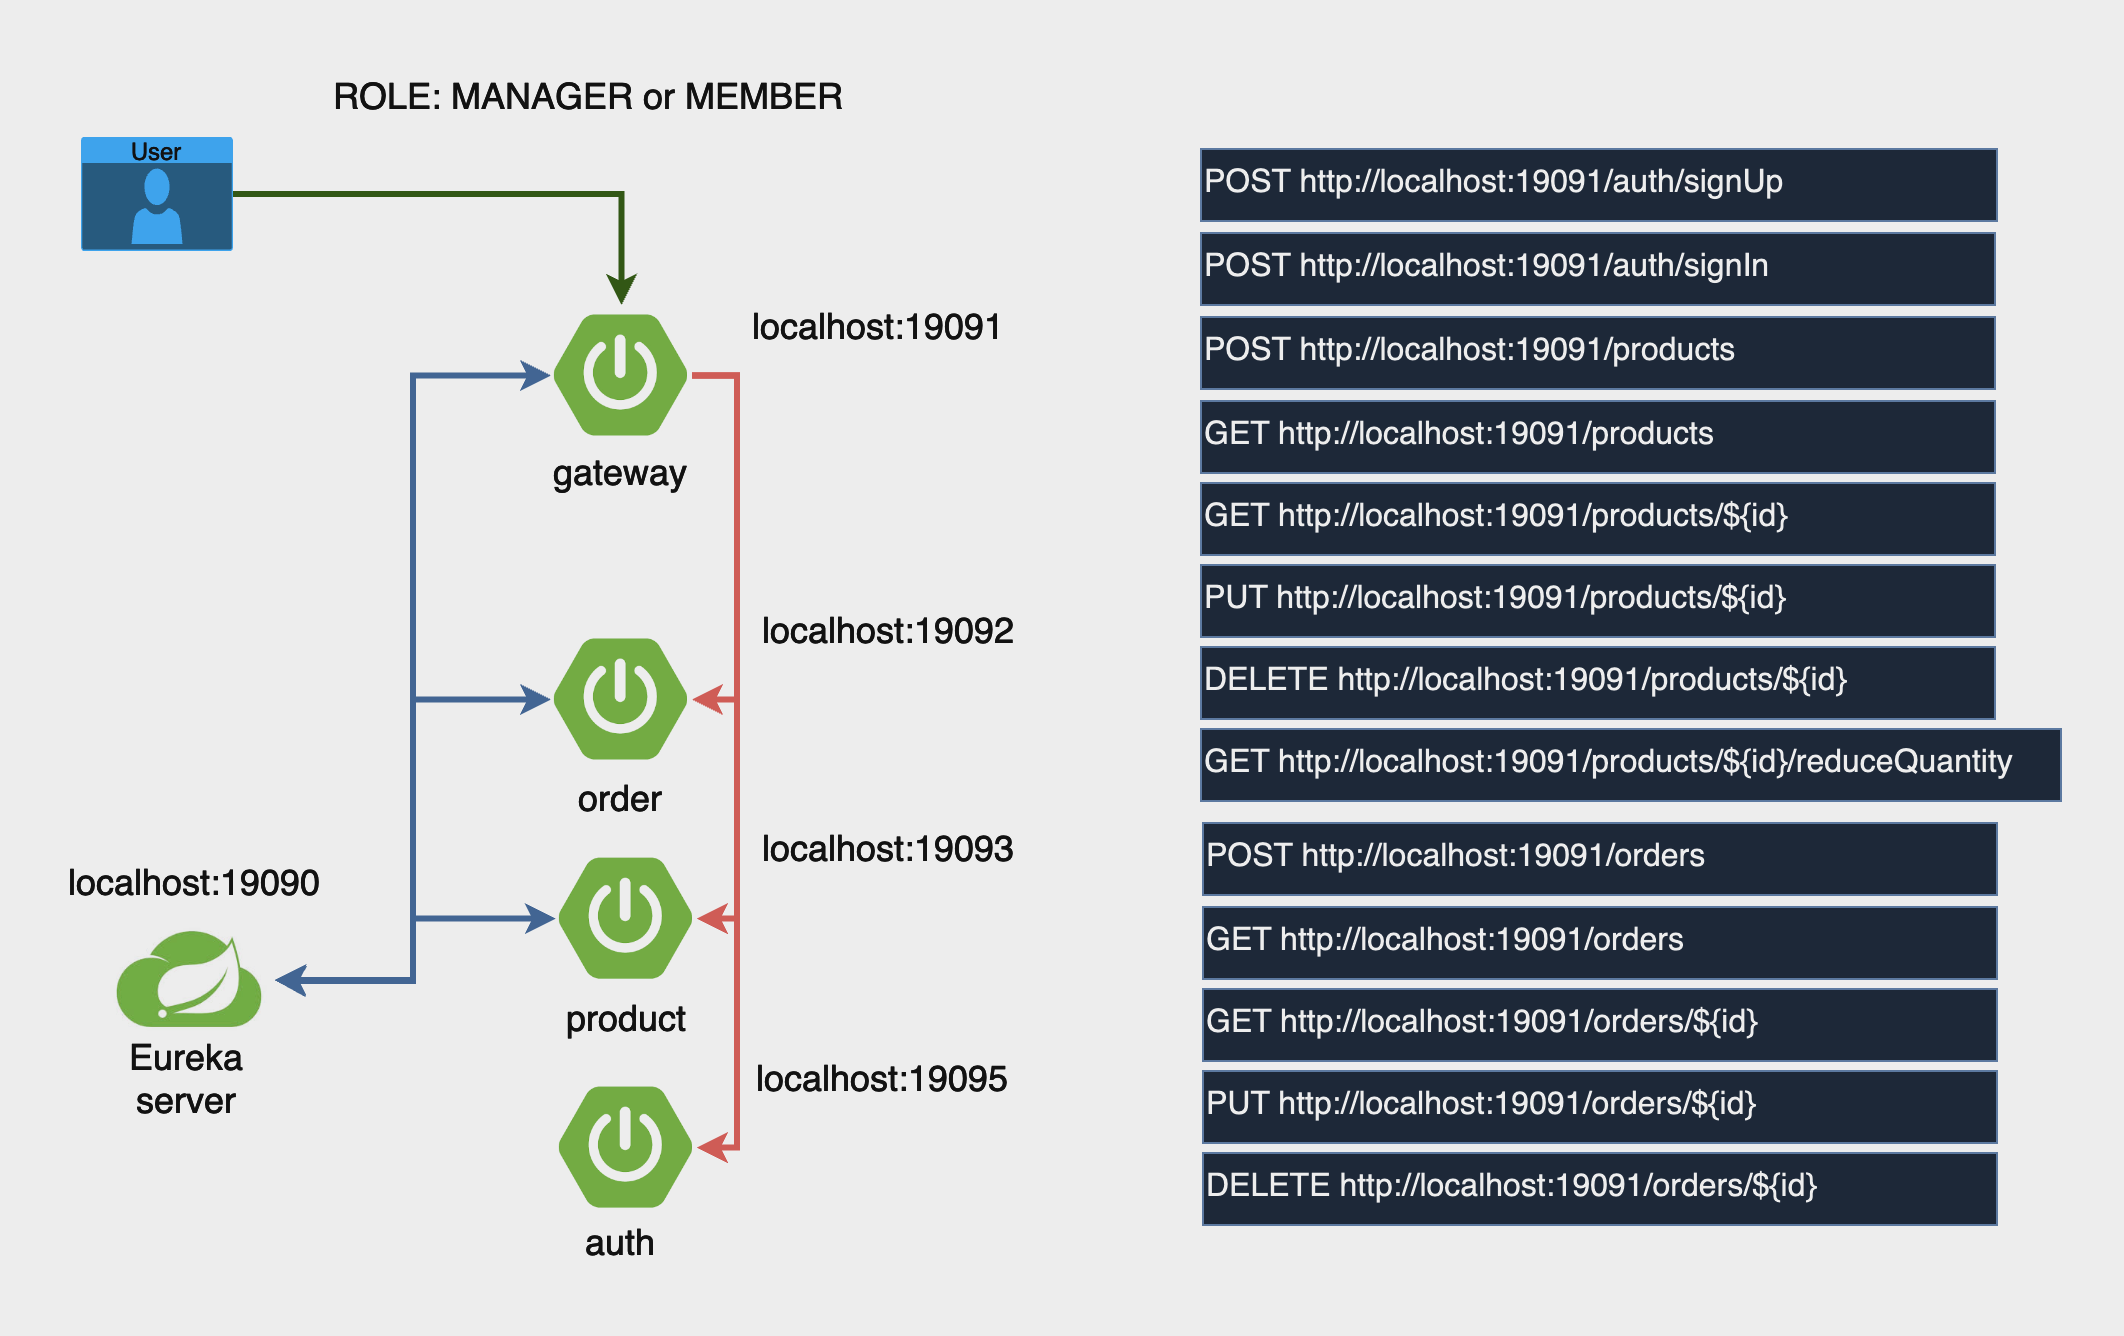 ROLE: MANAGER or MEMBER
User
localhost:19091
gateway
localhost:19092
order
localhost:19093
localhost:19090
product
Eureka
server
localhost:19095
auth
POST http://localhost:19091/auth/signUp
POST http://localhost:19091/auth/signIn
POST http://localhost:19091/products
GET http://localhost:19091/products
GET http://localhost:19091/products/${id}
PUT http://localhost:19091/products/${id}
DELETE http://localhost:19091/products/${id}
GET http://localhost:19091/products/${id}/reduceQuantity
POST http://localhost:19091/orders
GET http://localhost:19091/orders
GET http://localhost:19091/orders/${id}
PUT http://localhost:19091/orders/${id}
DELETE http://localhost:19091/orders/${id}